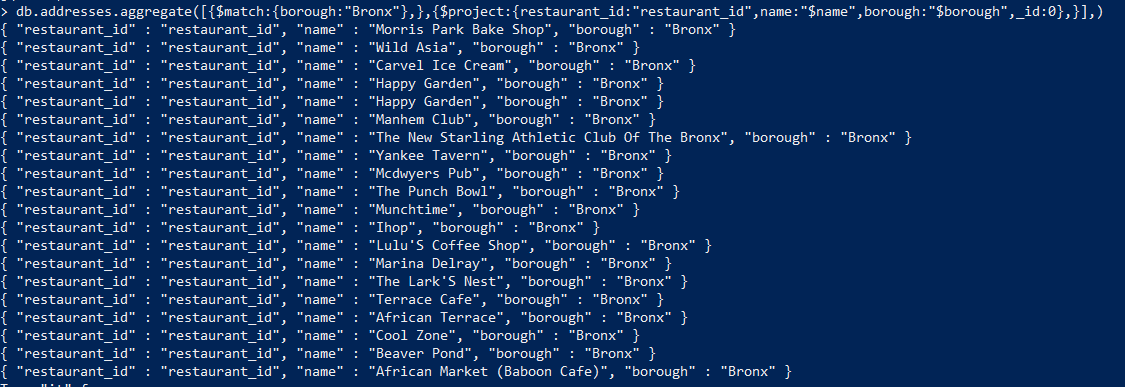 > db.addresses.aggregate([{$match:{borough:"Bronx"},},{$project:{restaurant_id:"restaurant_id",name:"$name",borough:"$borough",_id:0},}],)
{ "restaurant_id" : "restaurant_id", "name" : "Morris Park Bake Shop", "borough" : "Bronx" }
{ "restaurant_id" : "restaurant_id", "name" : "Wild Asia", "borough" : "Bronx" }
{ "restaurant_id" : "restaurant_id", "name" : "Carvel Ice Cream", "borough" : "Bronx" }
{ "restaurant_id" : "restaurant_id", "name" : "Happy Garden", "borough" : "Bronx" }
{ "restaurant_id" : "restaurant_id", "name" : "Happy Garden", "borough" : "Bronx" }
{ "restaurant_id" : "restaurant_id", "name" : "Manhem Club", "borough" : "Bronx" }
{ "restaurant_id" : "restaurant_id", "name" : "The New Starling Athletic Club Of The Bronx", "borough" : "Bronx" }
{ "restaurant_id" : "restaurant_id", "name" : "Yankee Tavern", "borough" : "Bronx" }
{ "restaurant_id" : "restaurant_id", "name" : "Mcdwyers Pub", "borough" : "Bronx" }
{ "restaurant_id" : "restaurant_id", "name" : "The Punch Bowl", "borough" : "Bronx" }
{ "restaurant_id" : "restaurant_id", "name" : "Munchtime", "borough" : "Bronx" }
{ "restaurant_id" : "restaurant_id", "name" : "Ihop", "borough" : "Bronx" }
{ "restaurant_id" : "restaurant_id", "name" : "Lulu'S Coffee Shop", "borough" : "Bronx" }
{ "restaurant_id" : "restaurant_id", "name" : "Marina Delray", "borough" : "Bronx" }
{ "restaurant_id" : "restaurant_id", "name" : "The Lark'S Nest", "borough" : "Bronx" }
{ "restaurant_id" : "restaurant_id", "name" : "Terrace Cafe", "borough" : "Bronx" }
{ "restaurant_id" : "restaurant_id", "name" : "African Terrace", "borough" : "Bronx" }
{ "restaurant_id" : "restaurant_id", "name" : "Cool Zone", "borough" : "Bronx" }
{ "restaurant_id" : "restaurant_id", "name" : "Beaver Pond", "borough" : "Bronx" }
{ "restaurant_id" : "restaurant_id", "name" : "African Market (Baboon Cafe)", "borough" : "Bronx" }